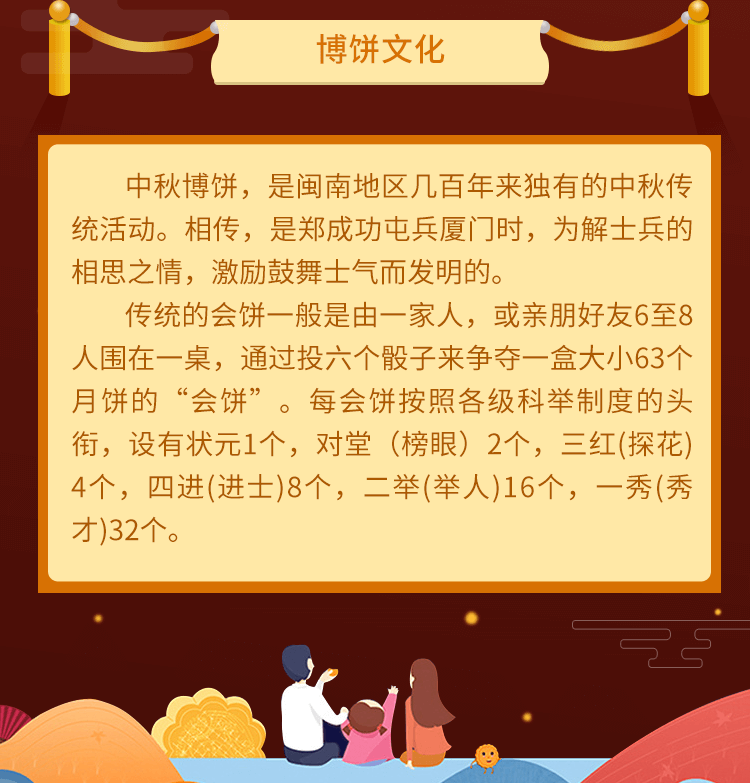 博饼文化
中秋博饼，是闽南地区几百年来独有的中秋传
统活动。相传，是郑成功屯兵厦门时，为解士兵的
相思之情，激励鼓舞士气而发明的。
传统的会饼一般是由一家人，或亲朋好友6至8
人围在一桌，通过投六个骰子来争夺一盒大小63个
月饼的“会饼”。每会饼按照各级科举制度的头
衔，设有状元1个，对堂（榜眼）2个，三红(探花)
4个，四进(进士)8个，二举(举人)16个，一秀(秀
才)32个。